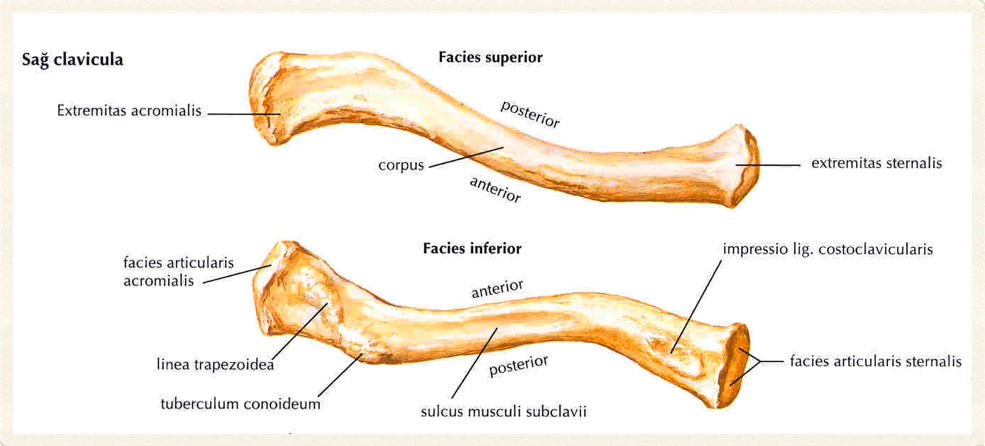 Sağ clavicula
Facies superior
Extremitas acromialis
posterior
corpus
anterior
extremitas sternalis
Facies inferior
impressio lig. costoclavicularis
facies articularis
acromialis
anterior
linea trapezoidea
posterior
facies articularis sternalis
tuberculum conoideum
sulcus musculi subclavii